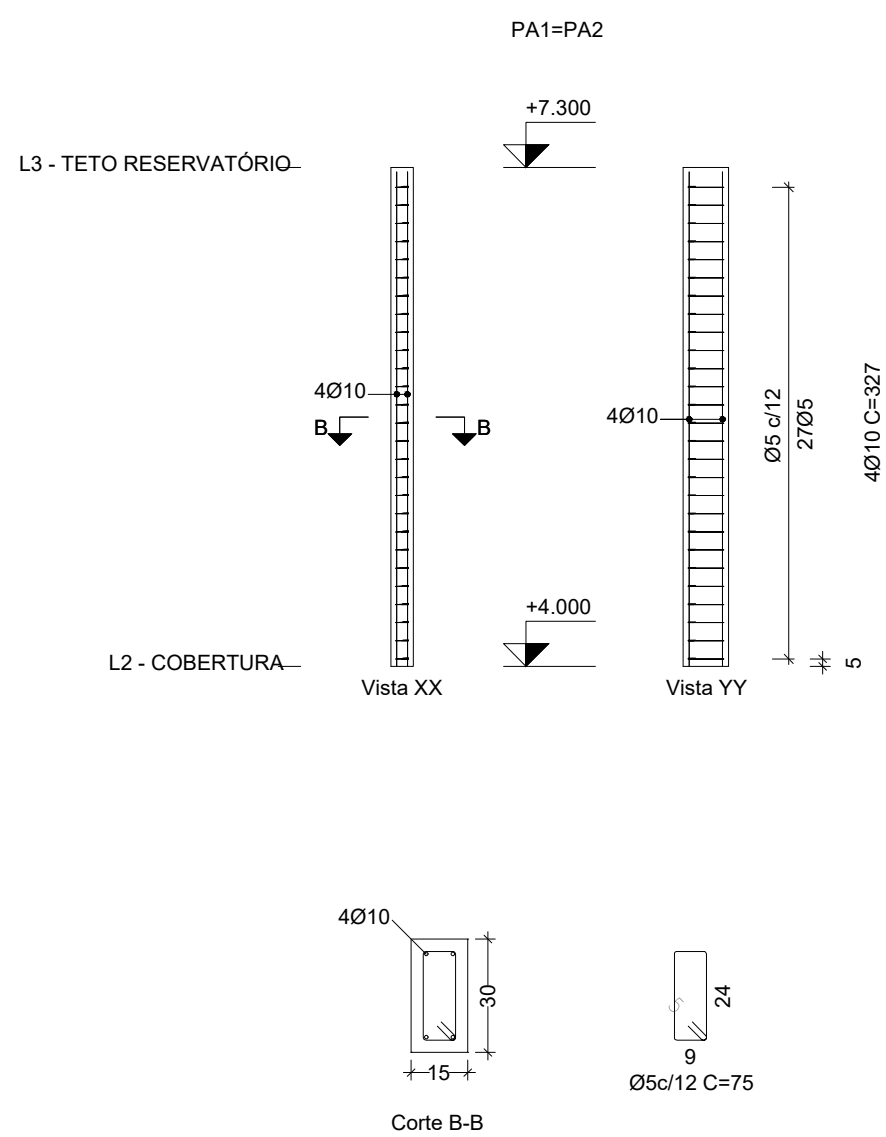 PA1=PA2
+7.300
L3 - TETO RESERVATÓRIO
4Ø10
B
B
4Ø10
Ø5 c/12
27Ø5
4Ø10 C=327
+4.000
L2 - COBERTURA
5
Vista XX
Vista YY
4Ø10
30
15
Corte B-B
5
24
9
Ø5c/12 C=75